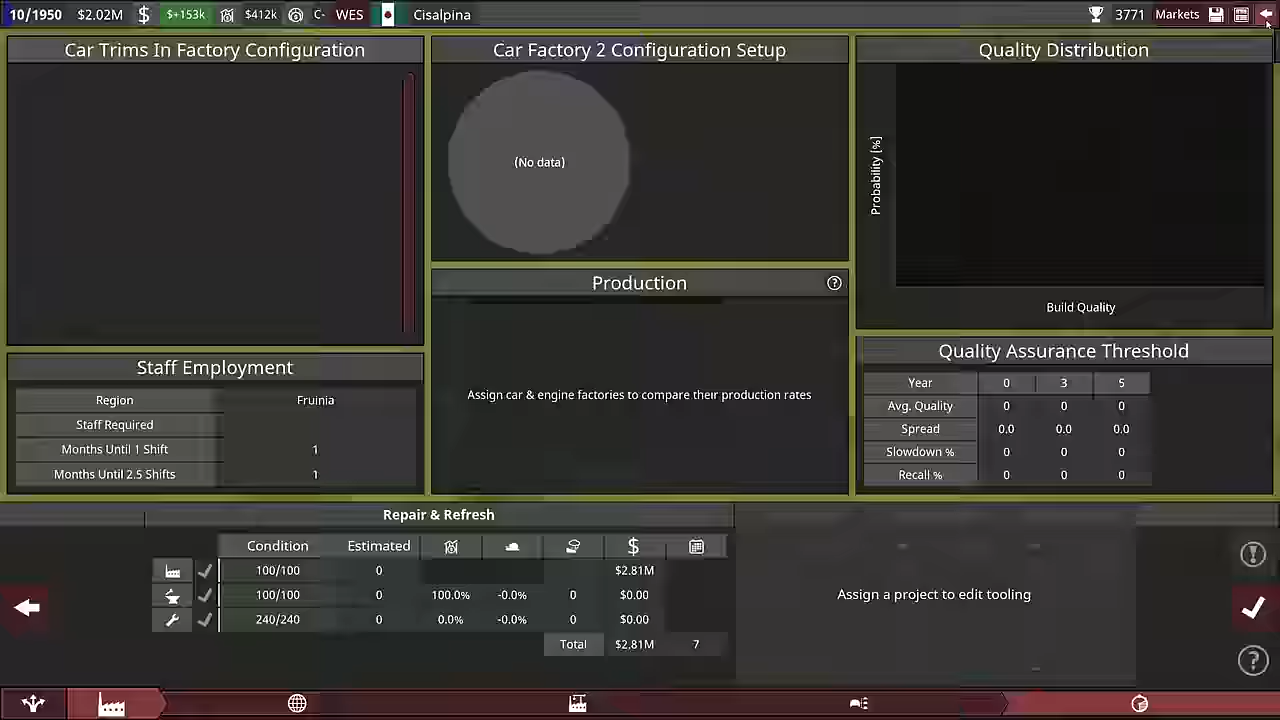 10/1950 $2.02M $ $+153k $412k C- WES Cisalpina 3771 Markets
Car Trims In Factory Configuration
Car Factory 2 Configuration Setup
Quality Distribution
(No data)
Probability [%]
Build Quality
Production
?
Assign car & engine factories to compare their production rates
Staff Employment
Region Fruinia
Staff Required
Months Until 1 Shift 1
Months Until 2.5 Shifts 1
Quality Assurance Threshold
Year 0 3 5
Avg. Quality 0 0 0
Spread 0.0 0.0 0.0
Slowdown % 0 0 0
Recall % 0 0 0
Repair & Refresh
Condition Estimated $
100/100 0 $2.81M
100/100 0 100.0% -0.0% 0 $0.00
240/240 0 0.0% -0.0% 0 $0.00
Total $2.81M 7
Assign a project to edit tooling
!
?